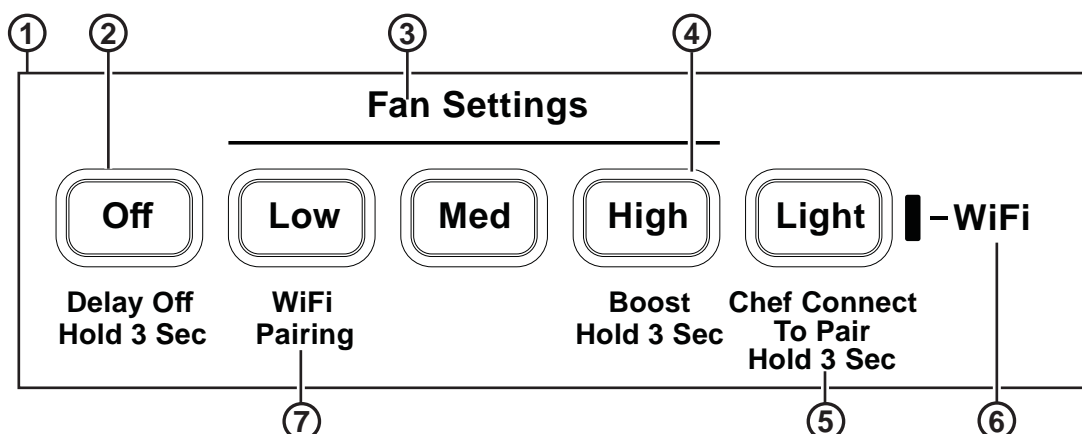 ① ② ③ ④
Fan Settings
Off Low Med High Light -WiFi
Delay Off
Hold 3 Sec
WiFi
Pairing
Boost
Hold 3 Sec
Chef Connect
To Pair
Hold 3 Sec
⑦ ⑤ ⑥